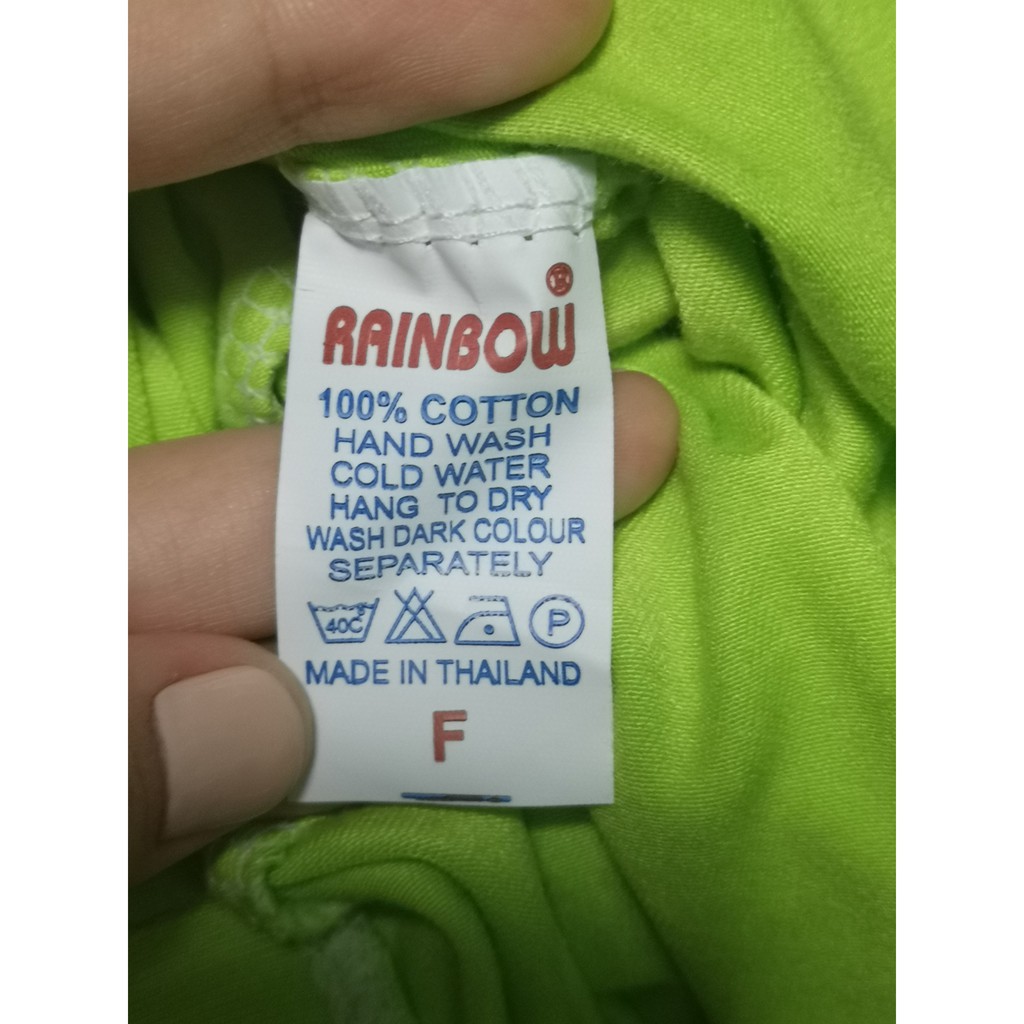 RAINBOW ®
100% COTTON
HAND WASH
COLD WATER
HANG TO DRY
WASH DARK COLOUR
SEPARATELY
40C P
MADE IN THAILAND
F